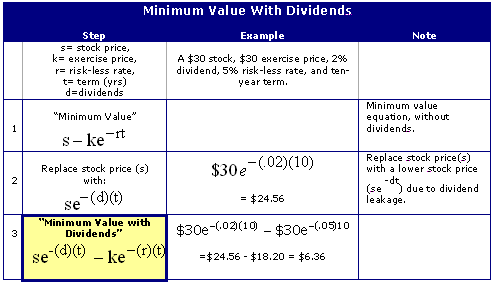 Minimum Value With Dividends
Step
Example
Note
s= stock price,
k= exercise price,
r= risk-less rate,
t= term (yrs)
d=dividends
A $30 stock, $30 exercise price, 2%
dividend, 5% risk-less rate, and ten-
year term.
1
“Minimum Value”
s – ke^–rt
Minimum value
equation, without
dividends.
2
Replace stock price (s)
with:
se^–(d)(t)
$30e^–(.02)(10)
= $24.56
Replace stock price(s)
with a lower stock price
(se^-dt) due to dividend
leakage.
3
“Minimum Value with
Dividends”
se^-(d)(t) – ke^–(r)(t)
$30e^–(.02)(10) – $30e^–(.05)10
=$24.56 - $18.20 = $6.36